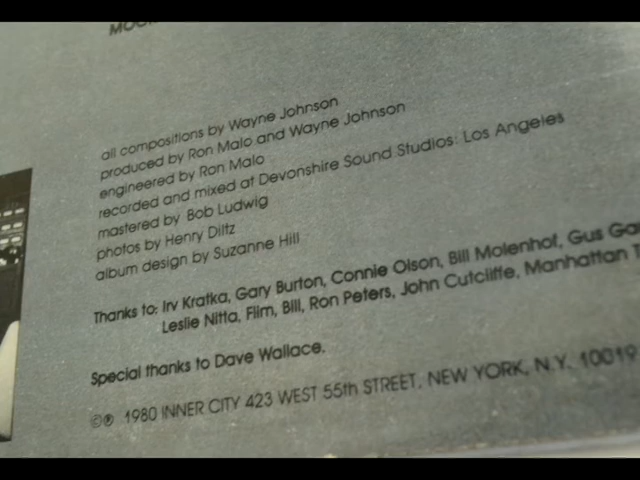 all compositions by Wayne Johnson
produced by Ron Malo and Wayne Johnson
engineered by Ron Malo
recorded and mixed at Devonshire Sound Studios: Los Angeles
mastered by Bob Ludwig
photos by Henry Diltz
album design by Suzanne Hill
Thanks to: Irv Kratka, Gary Burton, Connie Olson, Bill Molenhof, Gus
Leslie Nitta, Flim, Bill, Ron Peters, John Cutcliffe, Manhattan
Special thanks to Dave Wallace.
©℗ 1980 INNER CITY 423 WEST 55th STREET, NEW YORK, N.Y. 10019